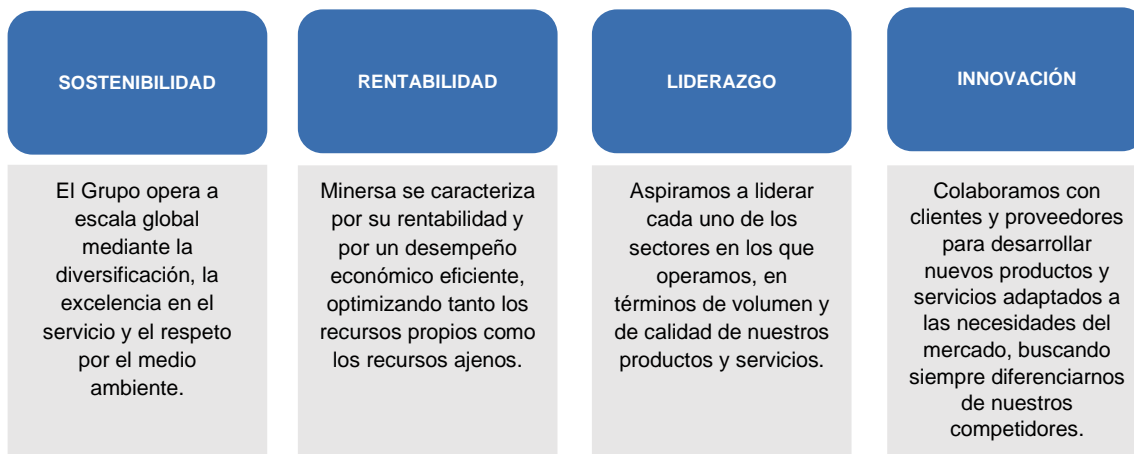 SOSTENIBILIDAD
El Grupo opera a
escala global
mediante la
diversificación, la
excelencia en el
servicio y el respeto
por el medio
ambiente.
RENTABILIDAD
Minersa se caracteriza
por su rentabilidad y
por un desempeño
económico eficiente,
optimizando tanto los
recursos propios como
los recursos ajenos.
LIDERAZGO
Aspiramos a liderar
cada uno de los
sectores en los que
operamos, en
términos de volumen y
de calidad de nuestros
productos y servicios.
INNOVACIÓN
Colaboramos con
clientes y proveedores
para desarrollar
nuevos productos y
servicios adaptados a
las necesidades del
mercado, buscando
siempre diferenciarnos
de nuestros
competidores.